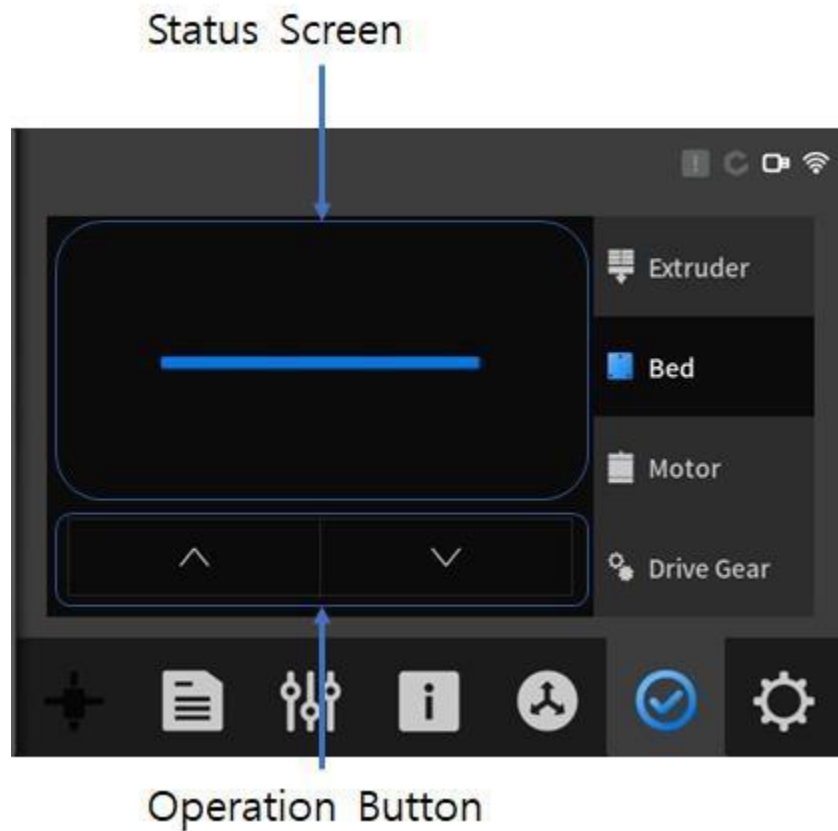 Status Screen
Extruder
Bed
Motor
Drive Gear
Operation Button